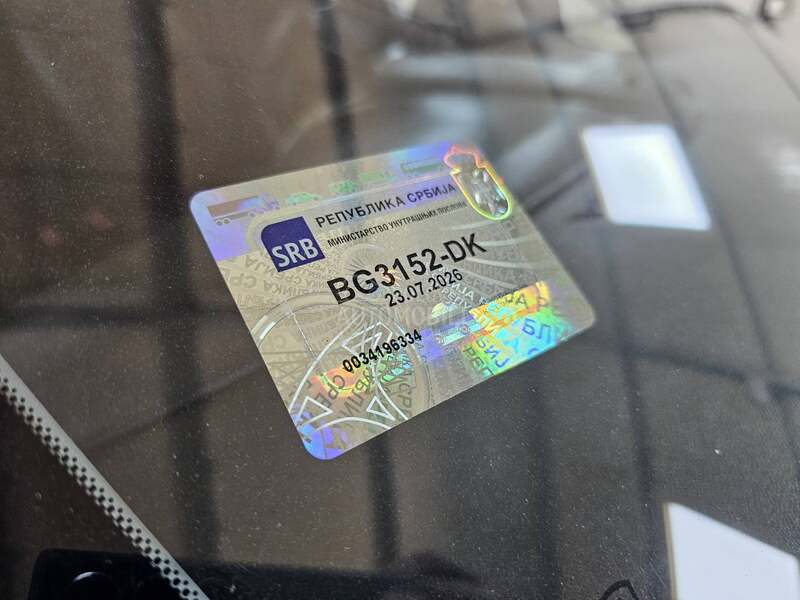 РЕПУБЛИКА СРБИЈА
МИНИСТАРСТВО УНУТРАШЊИХ ПОСЛОВА
SRB
BG3152-DK
23.07.2026
0034196334